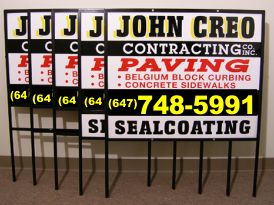 JOHN CREO
CONTRACTING CO. INC.
PAVING
• BELGIUM BLOCK CURBING
• CONCRETE SIDEWALKS
(647) 748-5991
SEALCOATING